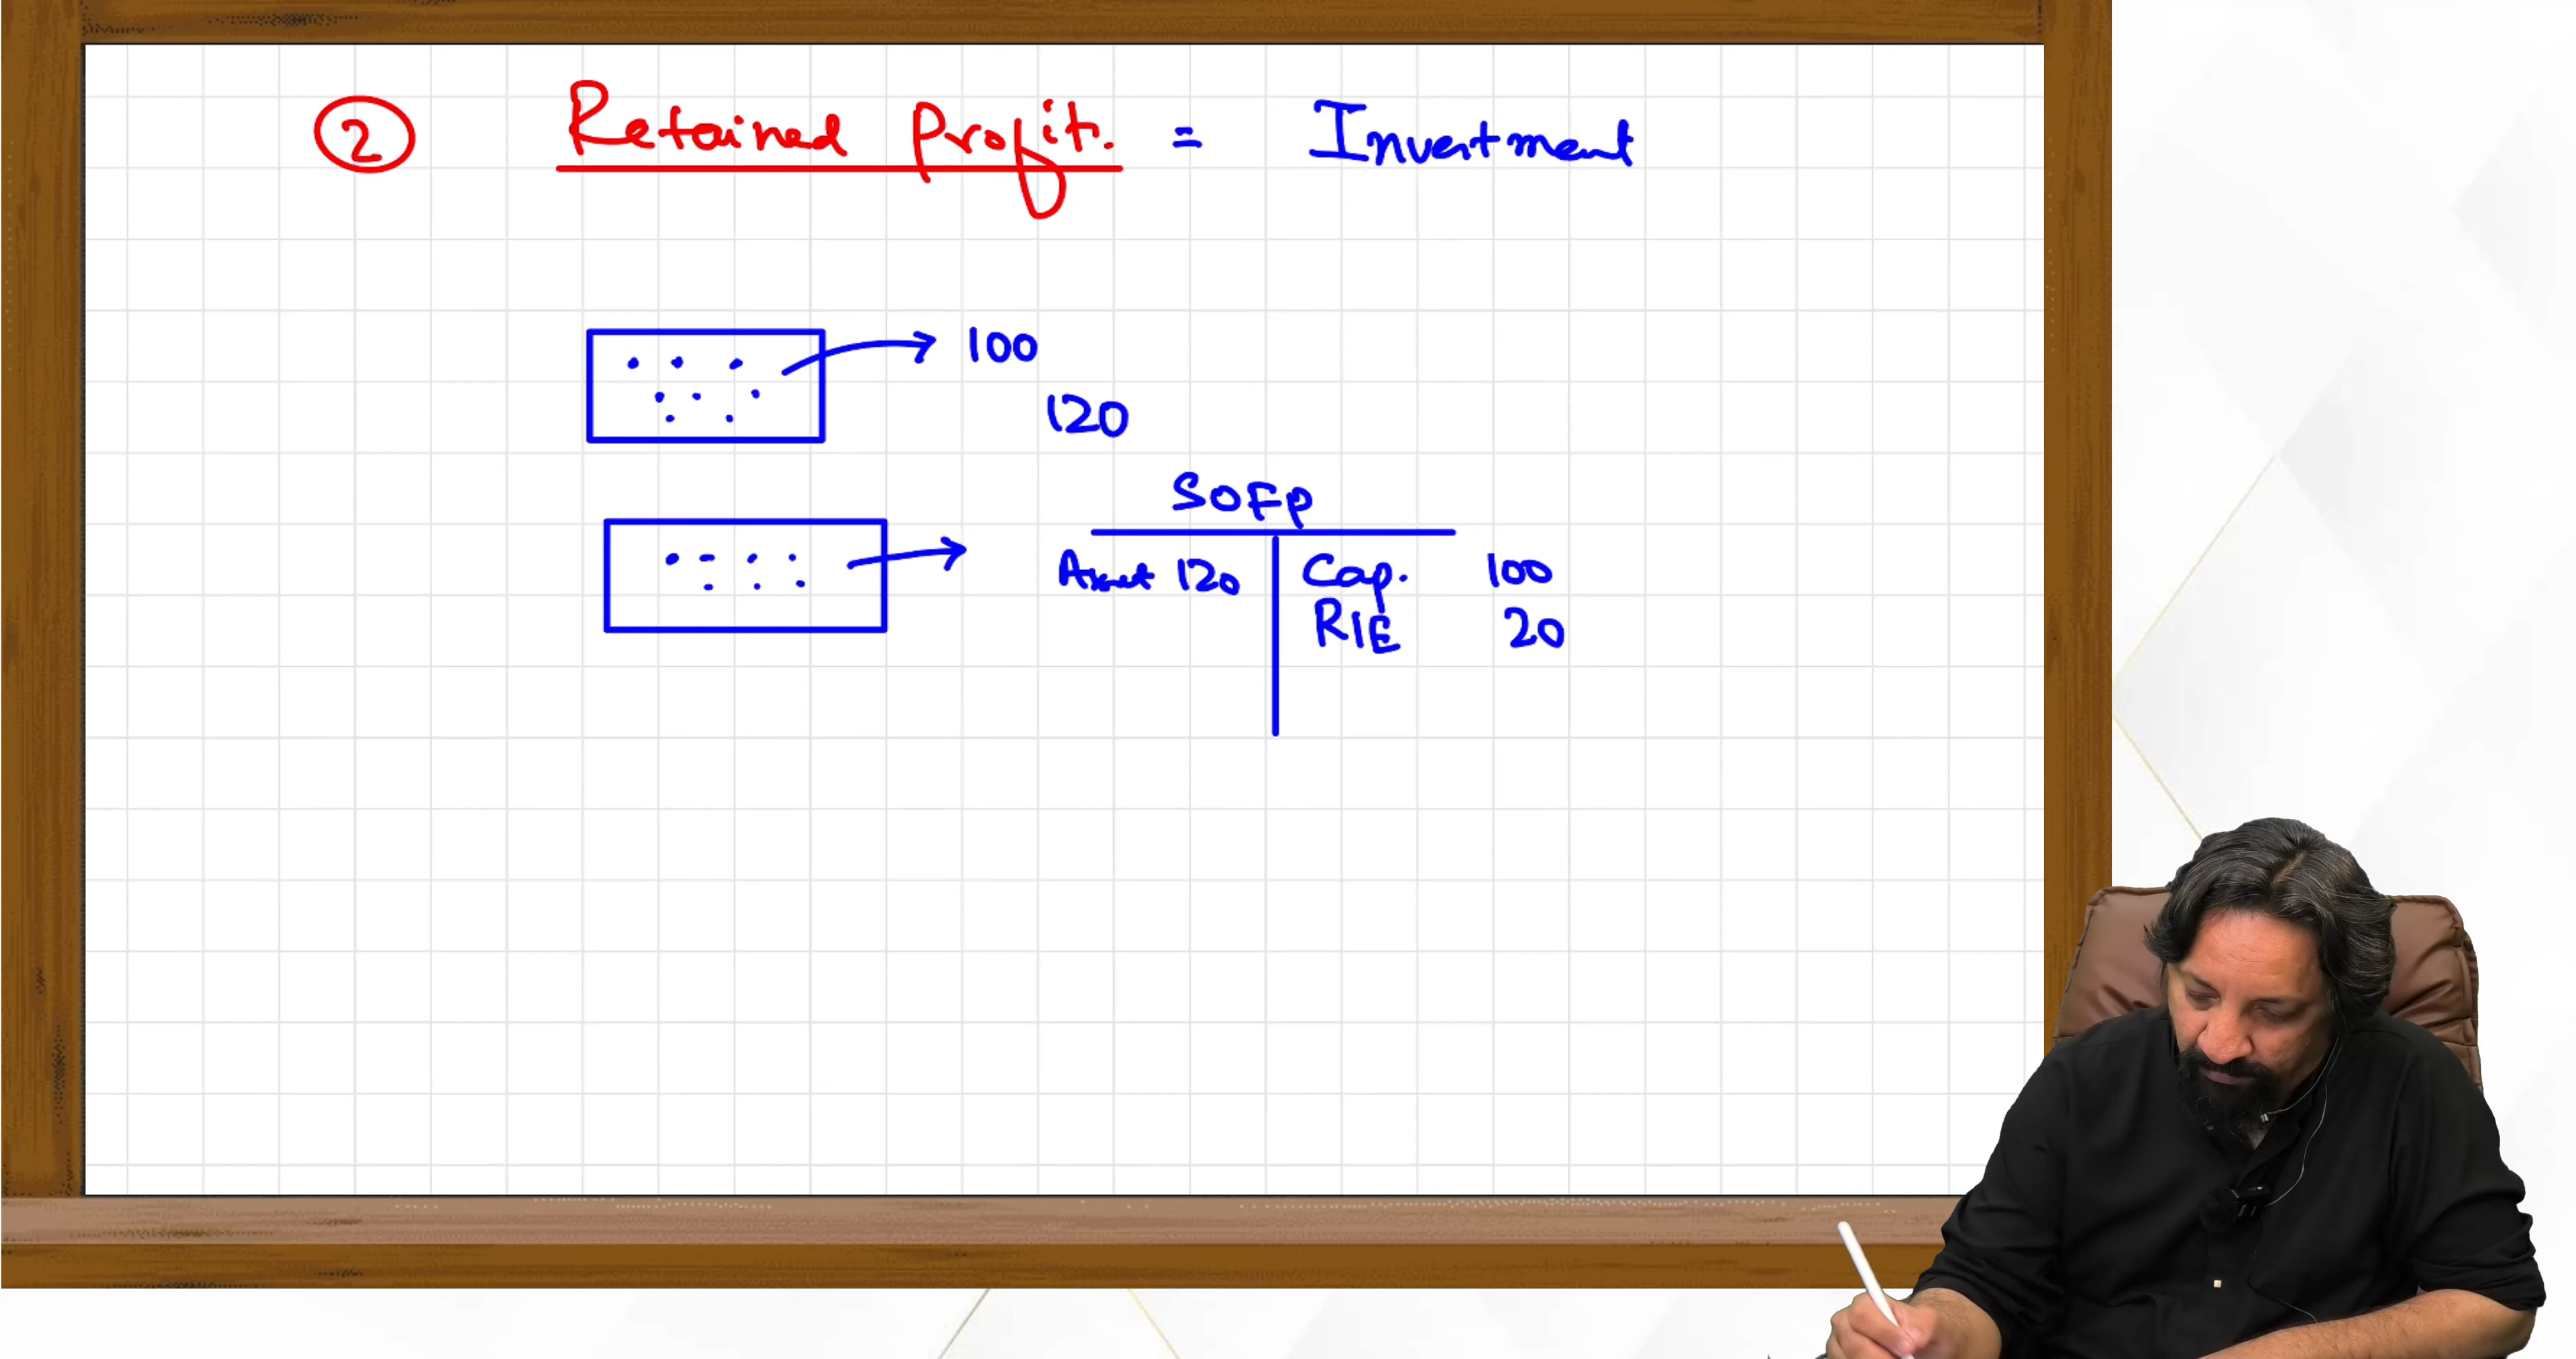 2 Retained Profit. = Investment
100
120
SOFP
Asset 120 Cap. 100
R/E 20